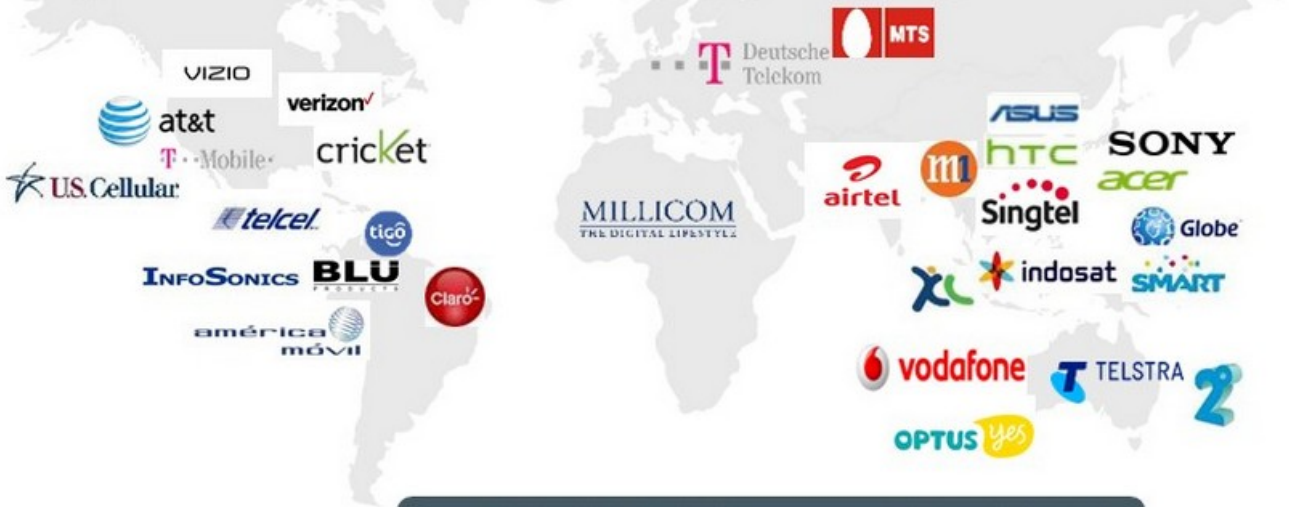 MTS
Deutsche
Telekom
VIZIO
verizon
at&t
T-Mobile
cricket
U.S. Cellular
telcel
tigo
INFOSONICS
BLU
PRODUCTS
Claro
américa
móvil
MILLICOM
THE DIGITAL LIFESTYLE
airtel
m1
ASUS
hTC
SONY
acer
Singtel
Globe
XL
indosat
SMART
vodafone
T TELSTRA
2°
OPTUS yes